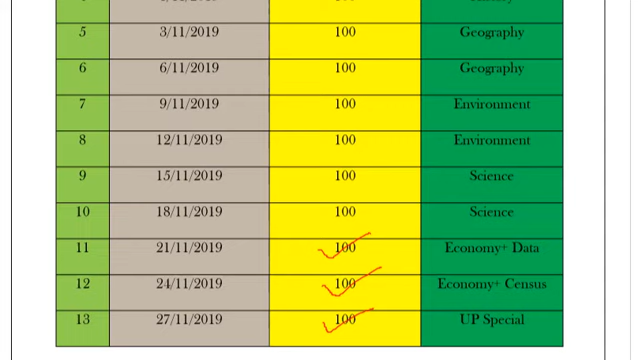 5 3/11/2019 100 Geography
6 6/11/2019 100 Geography
7 9/11/2019 100 Environment
8 12/11/2019 100 Environment
9 15/11/2019 100 Science
10 18/11/2019 100 Science
11 21/11/2019 100 Economy+ Data
12 24/11/2019 100 Economy+ Census
13 27/11/2019 100 UP Special